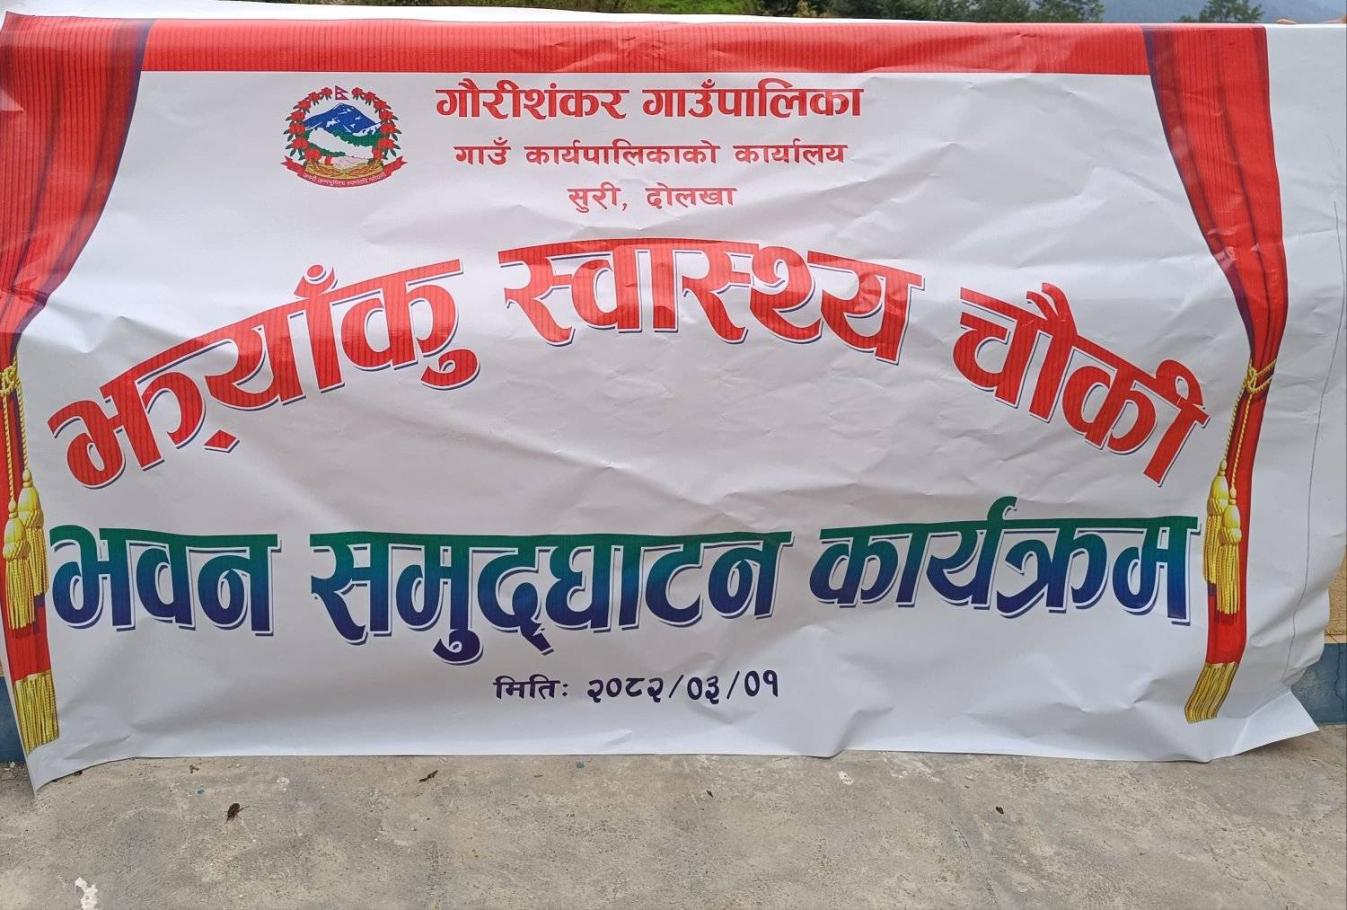 गौरीशंकर गाउँपालिका
गाउँ कार्यपालिकाको कार्यालय
सुरी, दोलखा
झ्याँकु स्वास्थ्य चौकी
भवन समुद्घाटन कार्यक्रम
मितिः २०८२/०३/०१